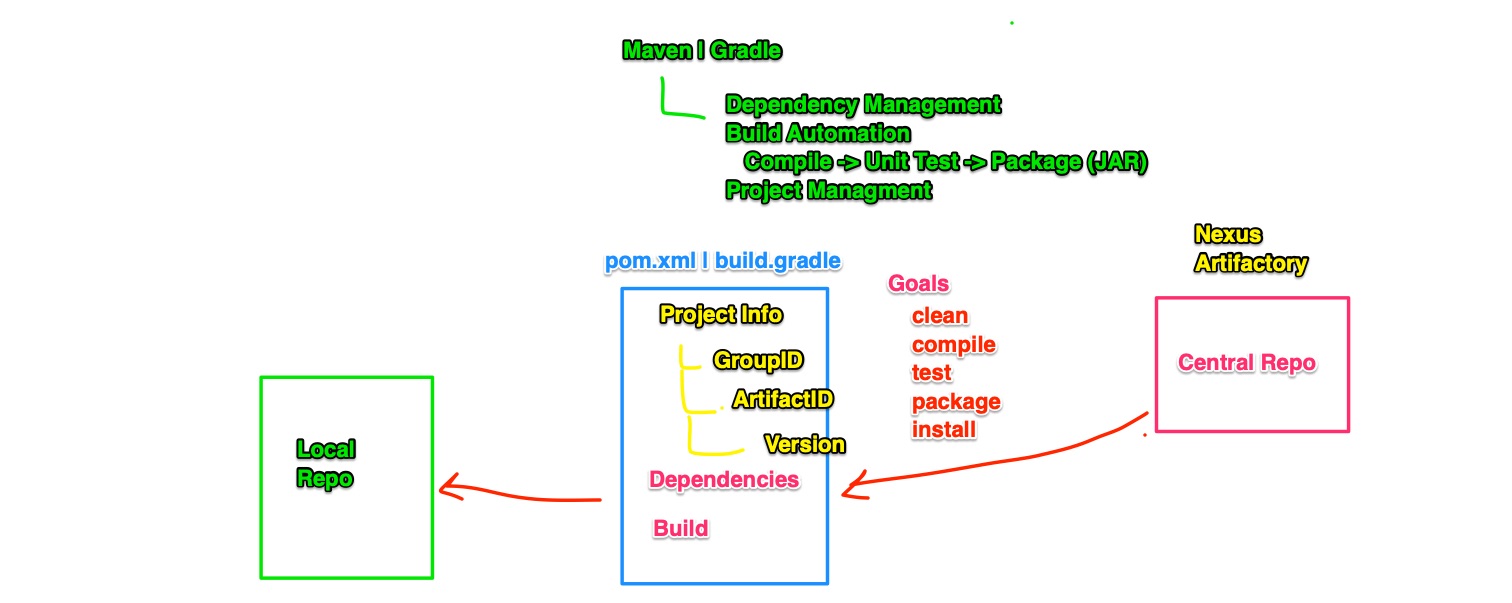 Maven | Gradle
Dependency Management
Build Automation
Compile -> Unit Test -> Package (JAR)
Project Managment
Nexus
Artifactory
pom.xml | build.gradle
Goals
clean
compile
test
package
install
Project Info
GroupID
ArtifactID
Version
Dependencies
Build
Central Repo
Local
Repo